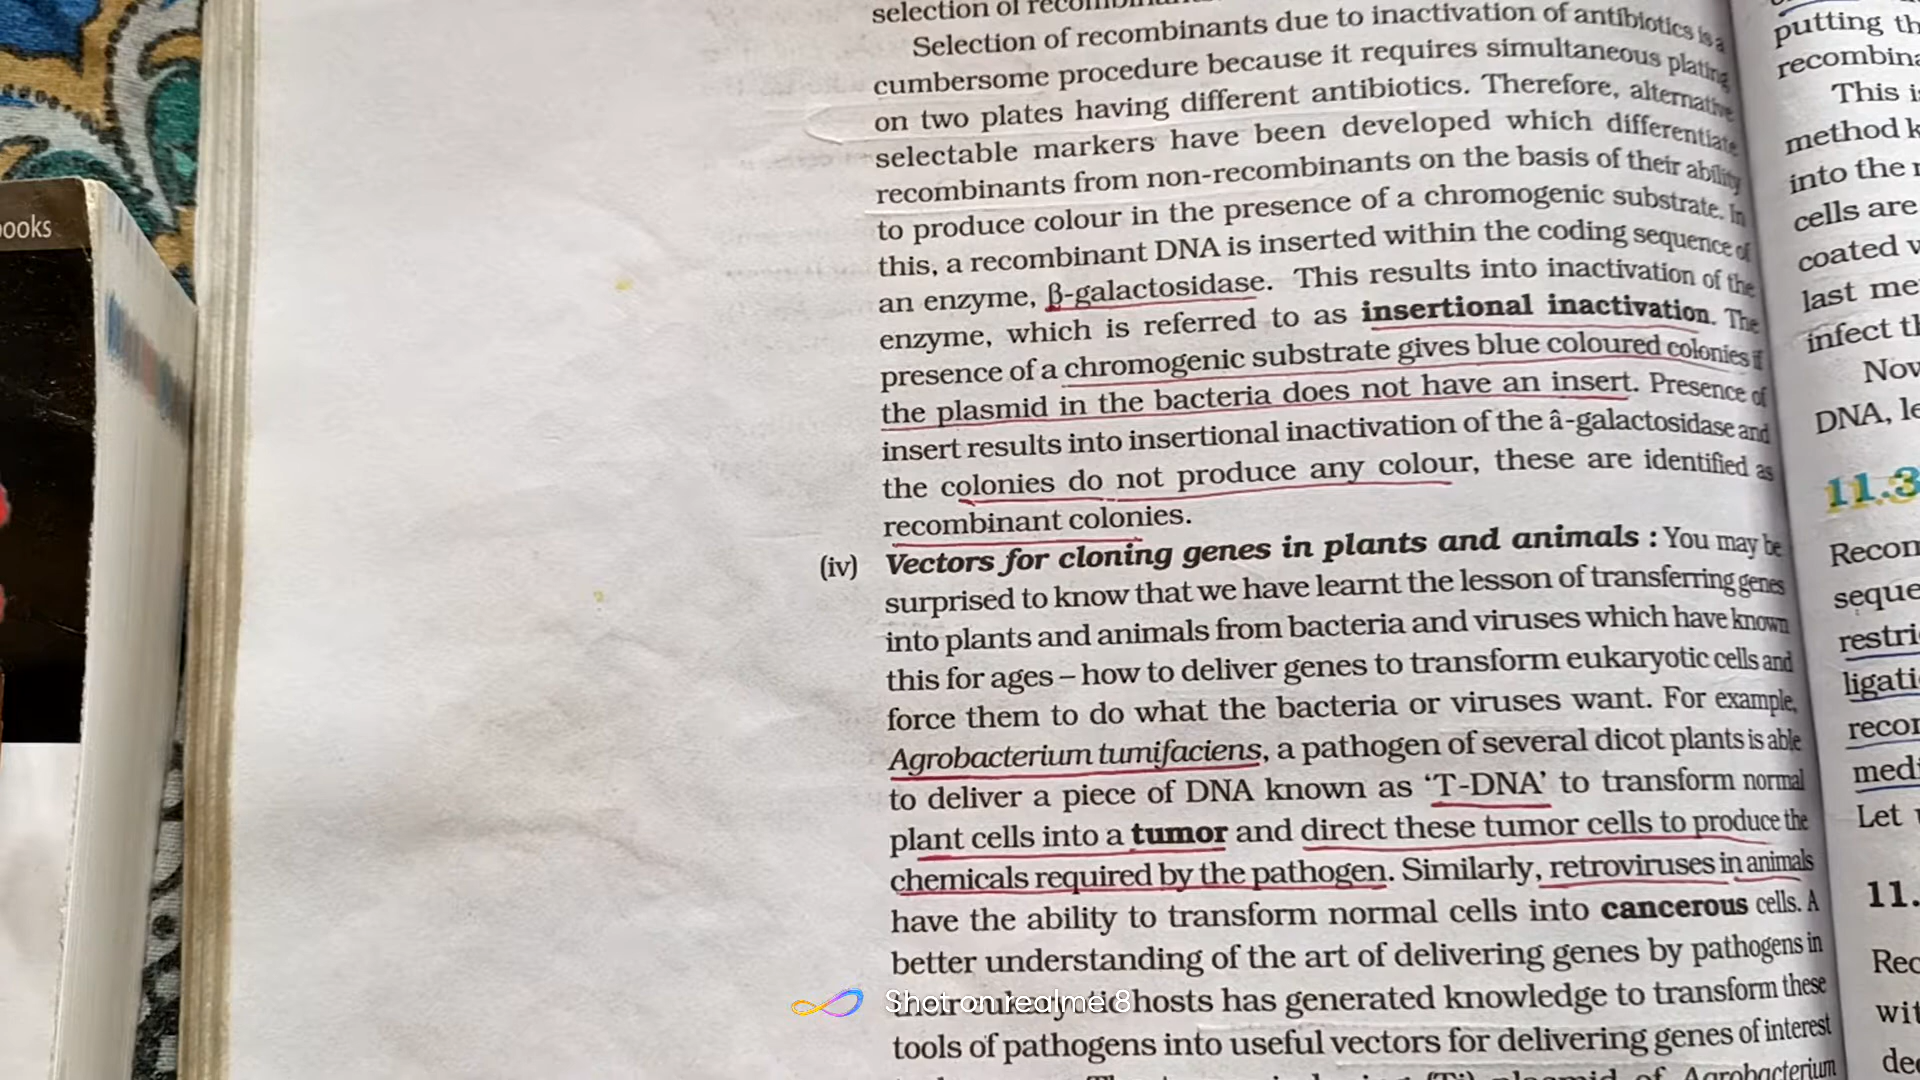 selection of
Selection of recombinants due to inactivation of antibiotics is a
cumbersome procedure because it requires simultaneous plating
on two plates having different antibiotics. Therefore, alternative
selectable markers have been developed which differentiate
recombinants from non-recombinants on the basis of their ability
to produce colour in the presence of a chromogenic substrate. In
this, a recombinant DNA is inserted within the coding sequence of
an enzyme, β-galactosidase. This results into inactivation of the
enzyme, which is referred to as insertional inactivation. The
presence of a chromogenic substrate gives blue coloured colonies if
the plasmid in the bacteria does not have an insert. Presence of
insert results into insertional inactivation of the â-galactosidase and
the colonies do not produce any colour, these are identified as
recombinant colonies.
(iv) Vectors for cloning genes in plants and animals : You may be
surprised to know that we have learnt the lesson of transferring genes
into plants and animals from bacteria and viruses which have known
this for ages – how to deliver genes to transform eukaryotic cells and
force them to do what the bacteria or viruses want. For example,
Agrobacterium tumifaciens, a pathogen of several dicot plants is able
to deliver a piece of DNA known as ‘T-DNA’ to transform normal
plant cells into a tumor and direct these tumor cells to produce the
chemicals required by the pathogen. Similarly, retroviruses in animals
have the ability to transform normal cells into cancerous cells. A
better understanding of the art of delivering genes by pathogens in
their eukaryotic hosts has generated knowledge to transform these
tools of pathogens into useful vectors for delivering genes of interest
(Ti) plasmid of Agrobacterium
putting th
recombina
This i
method k
into the
cells are
coated
last me
infect th
Now
DNA, le
11.3
Recon
seque
restri
ligati
recor
medi
Let
11.
Rec
wit
dec
ooks
Shot on realme 8